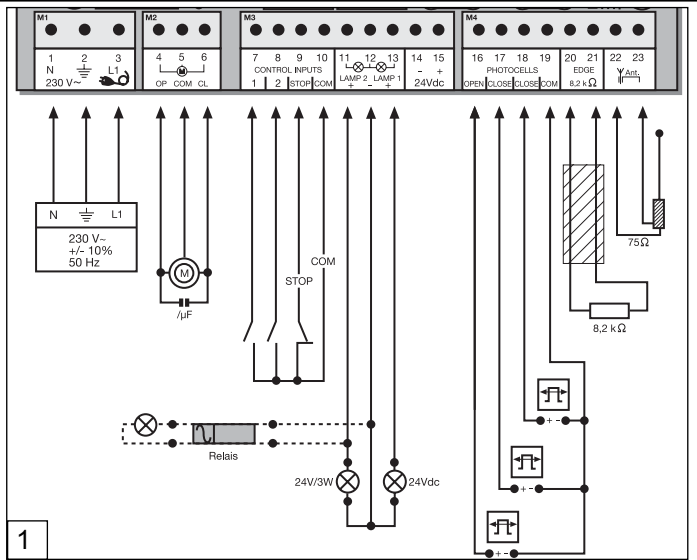 M1 M2 M3 M4
1 2 3 4 5 6 7 8 9 10 11 12 13 14 15 16 17 18 19 20 21 22 23
N L1 M CONTROL INPUTS LAMP 2 LAMP 1 - + PHOTOCELLS EDGE Ant.
230 V~ OP COM CL 1 2 STOP COM + - + 24Vdc OPEN CLOSE CLOSE COM 8,2 kΩ
N L1
230 V~
+/- 10%
50 Hz
M
/µF
COM
STOP
75Ω
8,2 kΩ
+ -
Relais
+ -
24V/3W
24Vdc
+ -
1